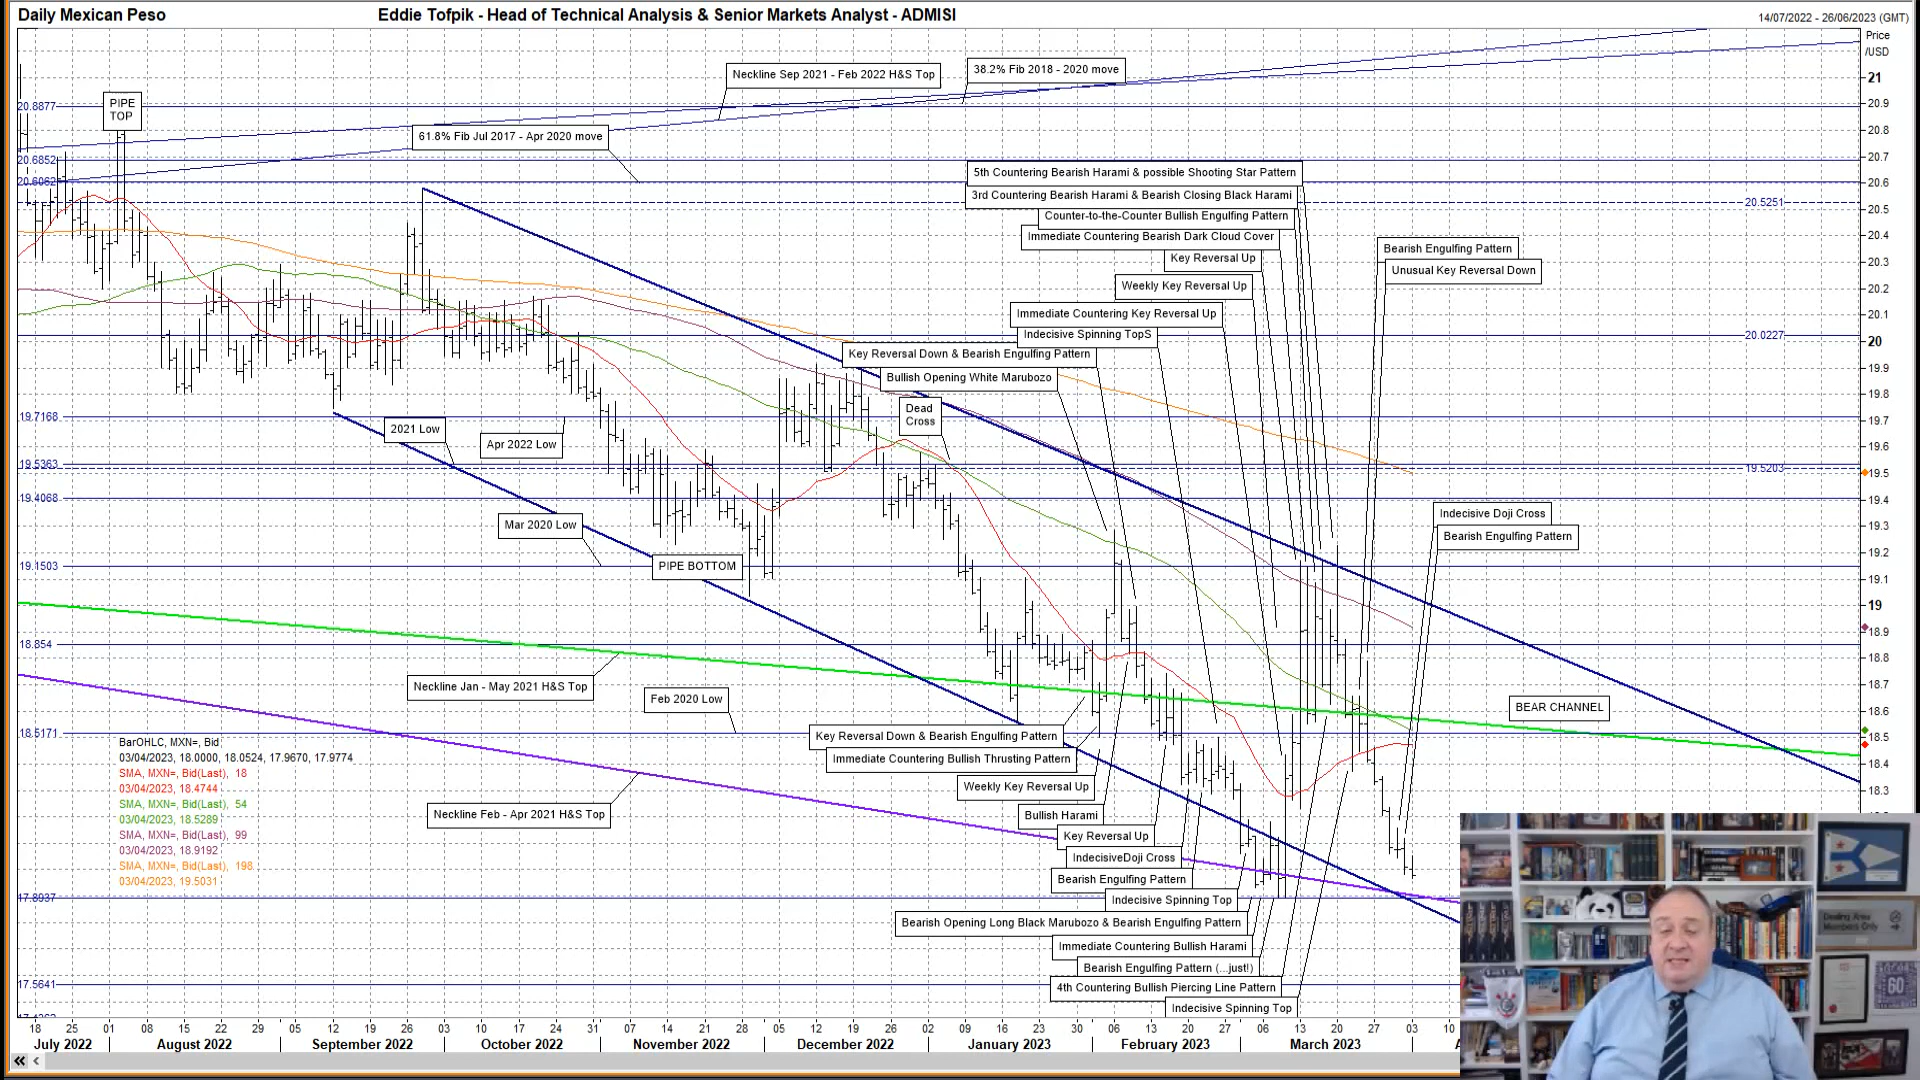 Daily Mexican Peso
Eddie Tofpik - Head of Technical Analysis & Senior Markets Analyst - ADMISI
14/07/2022 - 26/06/2023 (GMT)
Price
/USD
Neckline Sep 2021 - Feb 2022 H&S Top
38.2% Fib 2018 - 2020 move
PIPE
TOP
61.8% Fib Jul 2017 - Apr 2020 move
5th Countering Bearish Harami & possible Shooting Star Pattern
3rd Countering Bearish Harami & Bearish Closing Black Harami
Counter-to-the-Counter Bullish Engulfing Pattern
Immediate Countering Bearish Dark Cloud Cover
Key Reversal Up
Bearish Engulfing Pattern
Unusual Key Reversal Down
Weekly Key Reversal Up
Immediate Countering Key Reversal Up
Indecisive Spinning TopS
Key Reversal Down & Bearish Engulfing Pattern
Bullish Opening White Marubozo
Dead
Cross
2021 Low
Apr 2022 Low
Mar 2020 Low
PIPE BOTTOM
Indecisive Doji Cross
Bearish Engulfing Pattern
Neckline Jan - May 2021 H&S Top
Feb 2020 Low
BEAR CHANNEL
Key Reversal Down & Bearish Engulfing Pattern
Immediate Countering Bullish Thrusting Pattern
Weekly Key Reversal Up
Neckline Feb - Apr 2021 H&S Top
Bullish Harami
Key Reversal Up
IndecisiveDoji Cross
Bearish Engulfing Pattern
Indecisive Spinning Top
Bearish Opening Long Black Marubozo & Bearish Engulfing Pattern
Immediate Countering Bullish Harami
Bearish Engulfing Pattern (...just!)
4th Countering Bullish Piercing Line Pattern
Indecisive Spinning Top
BarOHLC, MXN=, Bid
03/04/2023, 18.0000, 18.0524, 17.9670, 17.9774
SMA, MXN=, Bid(Last), 18
03/04/2023, 18.4744
SMA, MXN=, Bid(Last), 54
03/04/2023, 18.5289
SMA, MXN=, Bid(Last), 99
03/04/2023, 18.9192
SMA, MXN=, Bid(Last), 198
03/04/2023, 19.5031
20.8877
20.6852
20.6062
19.7168
19.5363
19.4068
19.1503
18.854
18.5171
17.8937
17.5641
20.5251
20.0227
19.5203
21
20.9
20.8
20.7
20.6
20.5
20.4
20.3
20.2
20.1
20
19.9
19.8
19.7
19.6
19.5
19.4
19.3
19.2
19.1
19
18.9
18.8
18.7
18.6
18.5
18.4
18.3
18 25 01 08 15 22 29 05 12 19 26 03 10 17 24 31 07 14 21 28 05 12 19 26 02 09 16 23 30 06 13 20 27 06 13 20 27 03 10
July 2022 August 2022 September 2022 October 2022 November 2022 December 2022 January 2023 February 2023 March 2023
Dealing Area
Members Only
60